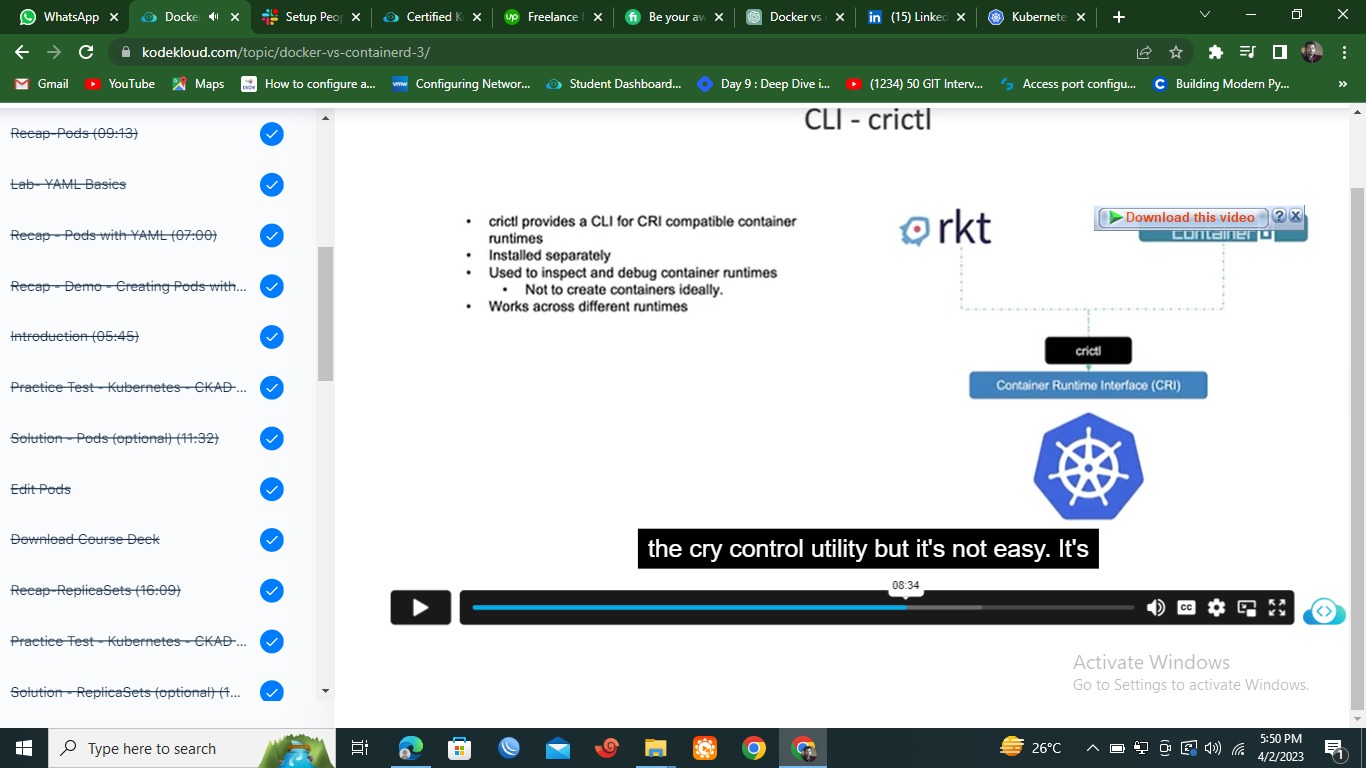 WhatsApp
Docke
Setup Peo
Certified K
Freelance
Be your ow
Docker vs
(15) Linked
Kubernete
kodekloud.com/topic/docker-vs-containerd-3/
Gmail
YouTube
Maps
How to configure a...
Configuring Networ...
Student Dashboard...
Day 9 : Deep Dive i...
(1234) 50 GIT Interv...
Access port configu...
Building Modern Py...
»
Recap-Pods (09:13)
Lab- YAML Basics
Recap - Pods with YAML (07:00)
Recap - Demo - Creating Pods with...
Introduction (05:45)
Practice Test - Kubernetes - CKAD ...
Solution - Pods (optional) (11:32)
Edit Pods
Download Course Deck
Recap-ReplicaSets (16:09)
Practice Test - Kubernetes - CKAD ...
Solution - ReplicaSets (optional) (1...
CLI - crictl
• crictl provides a CLI for CRI compatible container
runtimes
• Installed separately
• Used to inspect and debug container runtimes
• Not to create containers ideally.
• Works across different runtimes
rkt
Download this video
container
crictl
Container Runtime Interface (CRI)
the cry control utility but it's not easy. It's
08:34
CC
Activate Windows
Go to Settings to activate Windows.
Type here to search
26°C
5:50 PM
4/2/2023
1